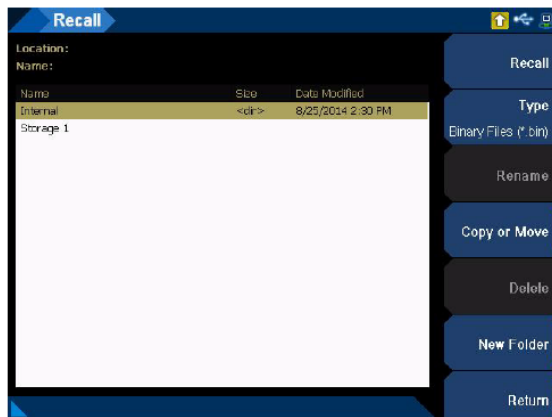 Recall
Location:
Name:
Name Size Date Modified
Internal <dir> 8/25/2014 2:30 PM
Storage 1
Recall
Type
Binary Files (*.bin)
Rename
Copy or Move
Delete
New Folder
Return